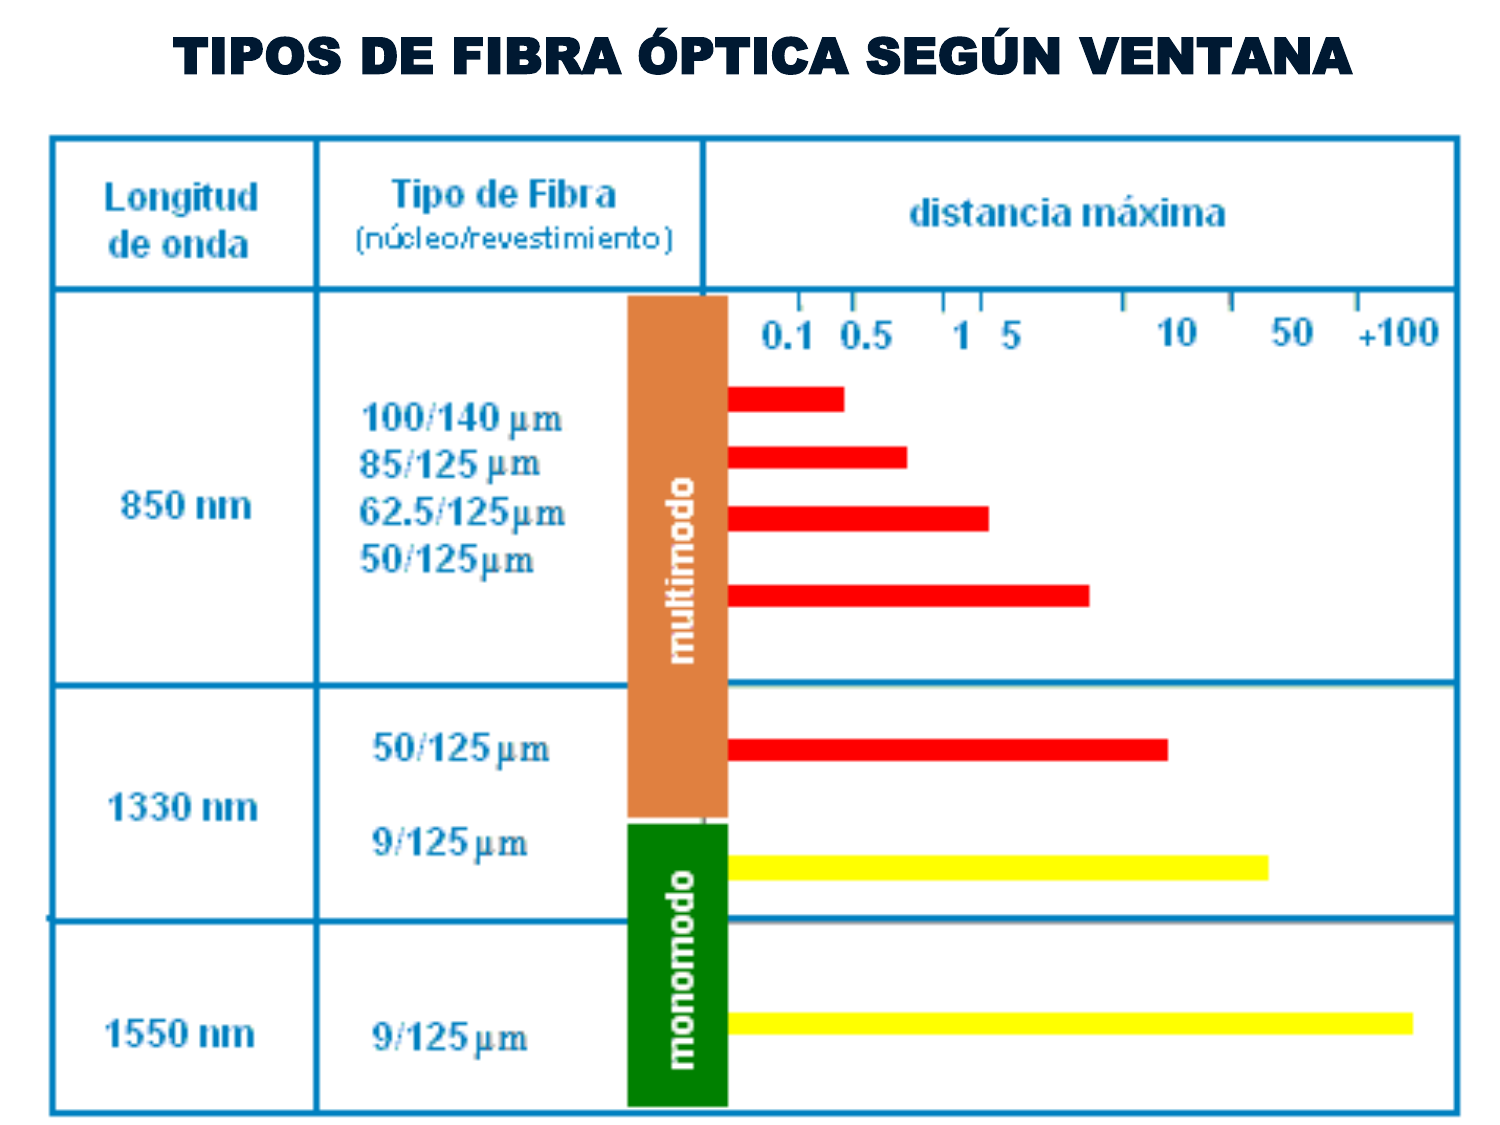 TIPOS DE FIBRA ÓPTICA SEGÚN VENTANA
Longitud
de onda
Tipo de Fibra
(núcleo/revestimiento)
distancia máxima
0.1 0.5 1 5 10 50 +100
850 nm
100/140 µm
85/125 µm
62.5/125µm
50/125µm
multimodo
1330 nm
50/125 µm
9/125 µm
monomodo
1550 nm
9/125 µm